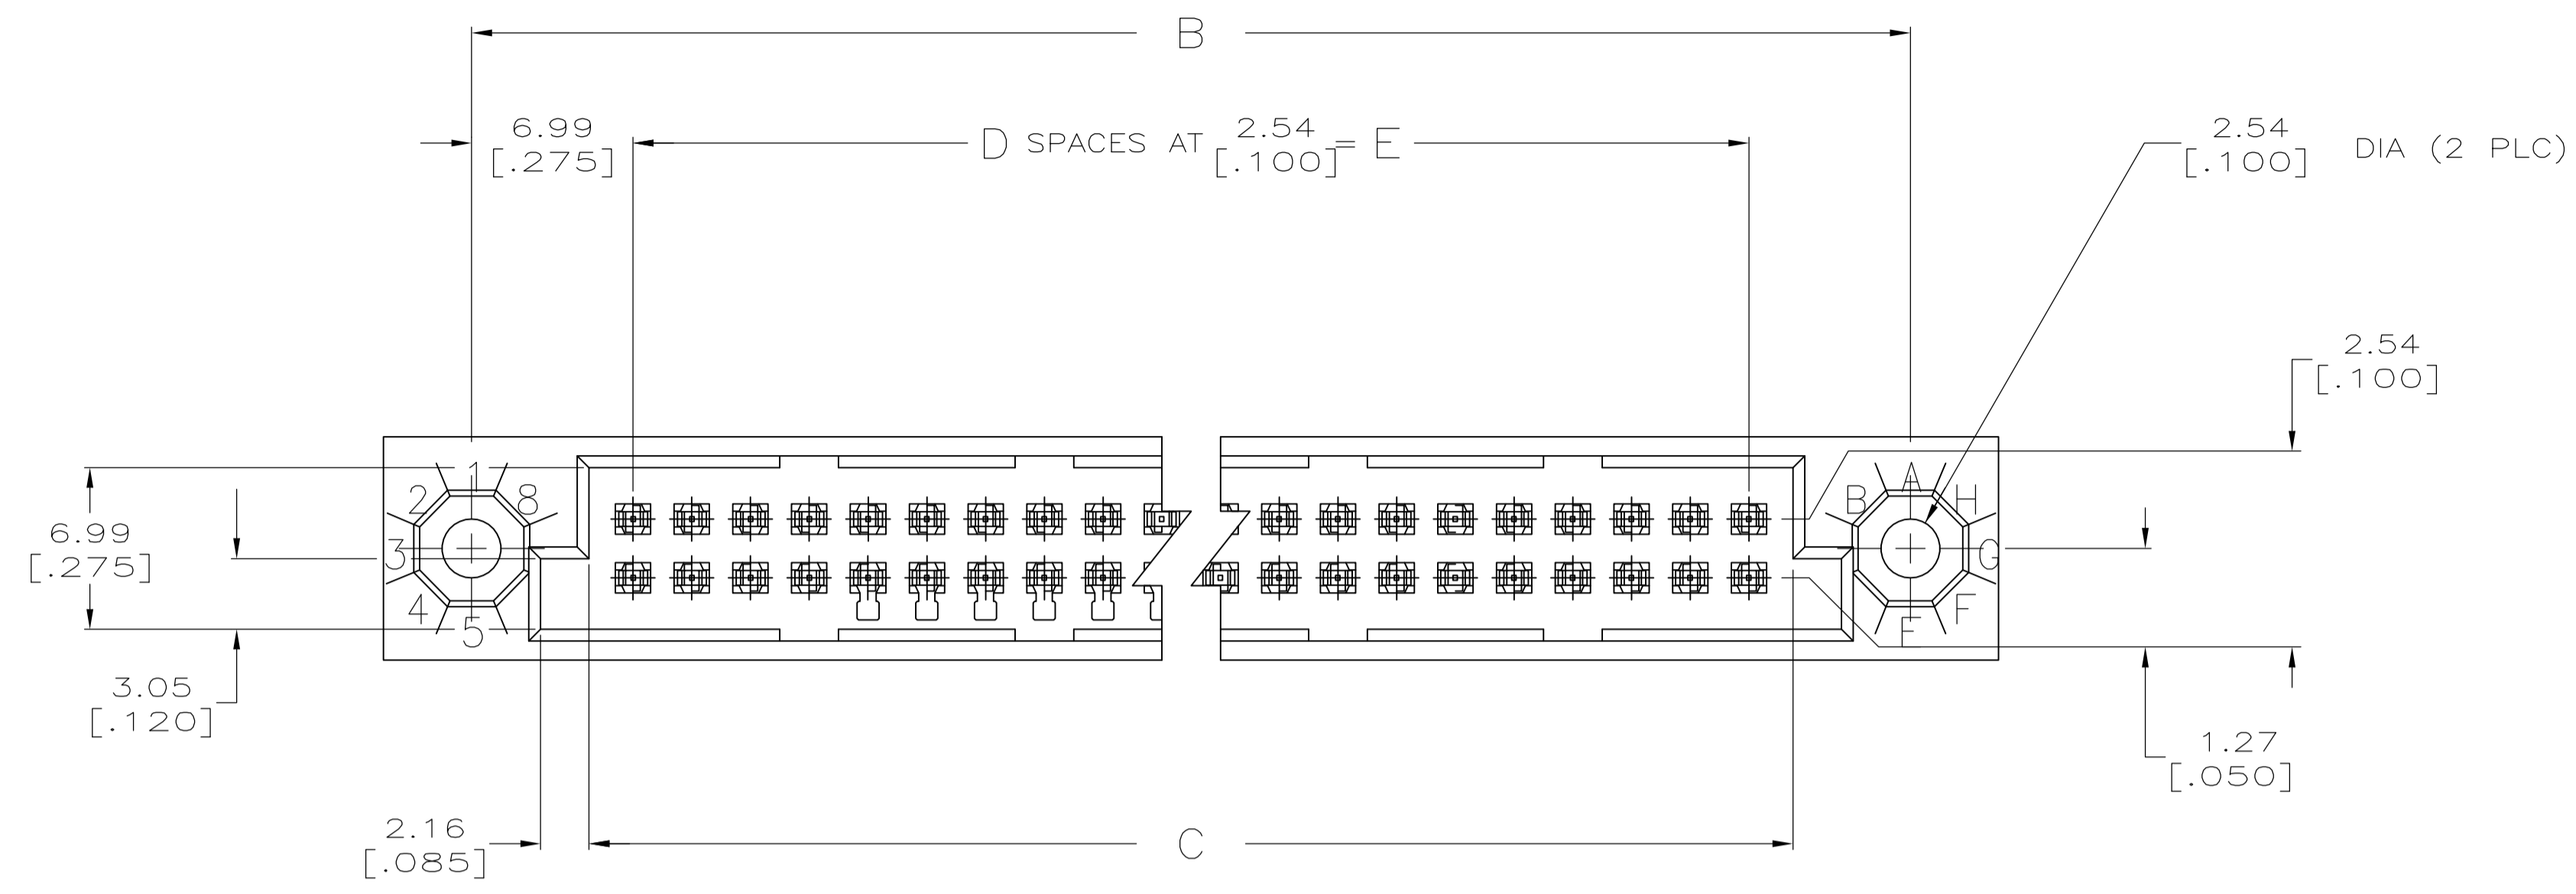 B
6.99
[.275]
D SPACES AT 2.54 [.100] = E
2.54
[.100] DIA (2 PLC)
2.54
[.100]
1
2
8
3
4
5
A
B
H
G
F
E
6.99
[.275]
3.05
[.120]
1.27
[.050]
2.16
[.085]
C